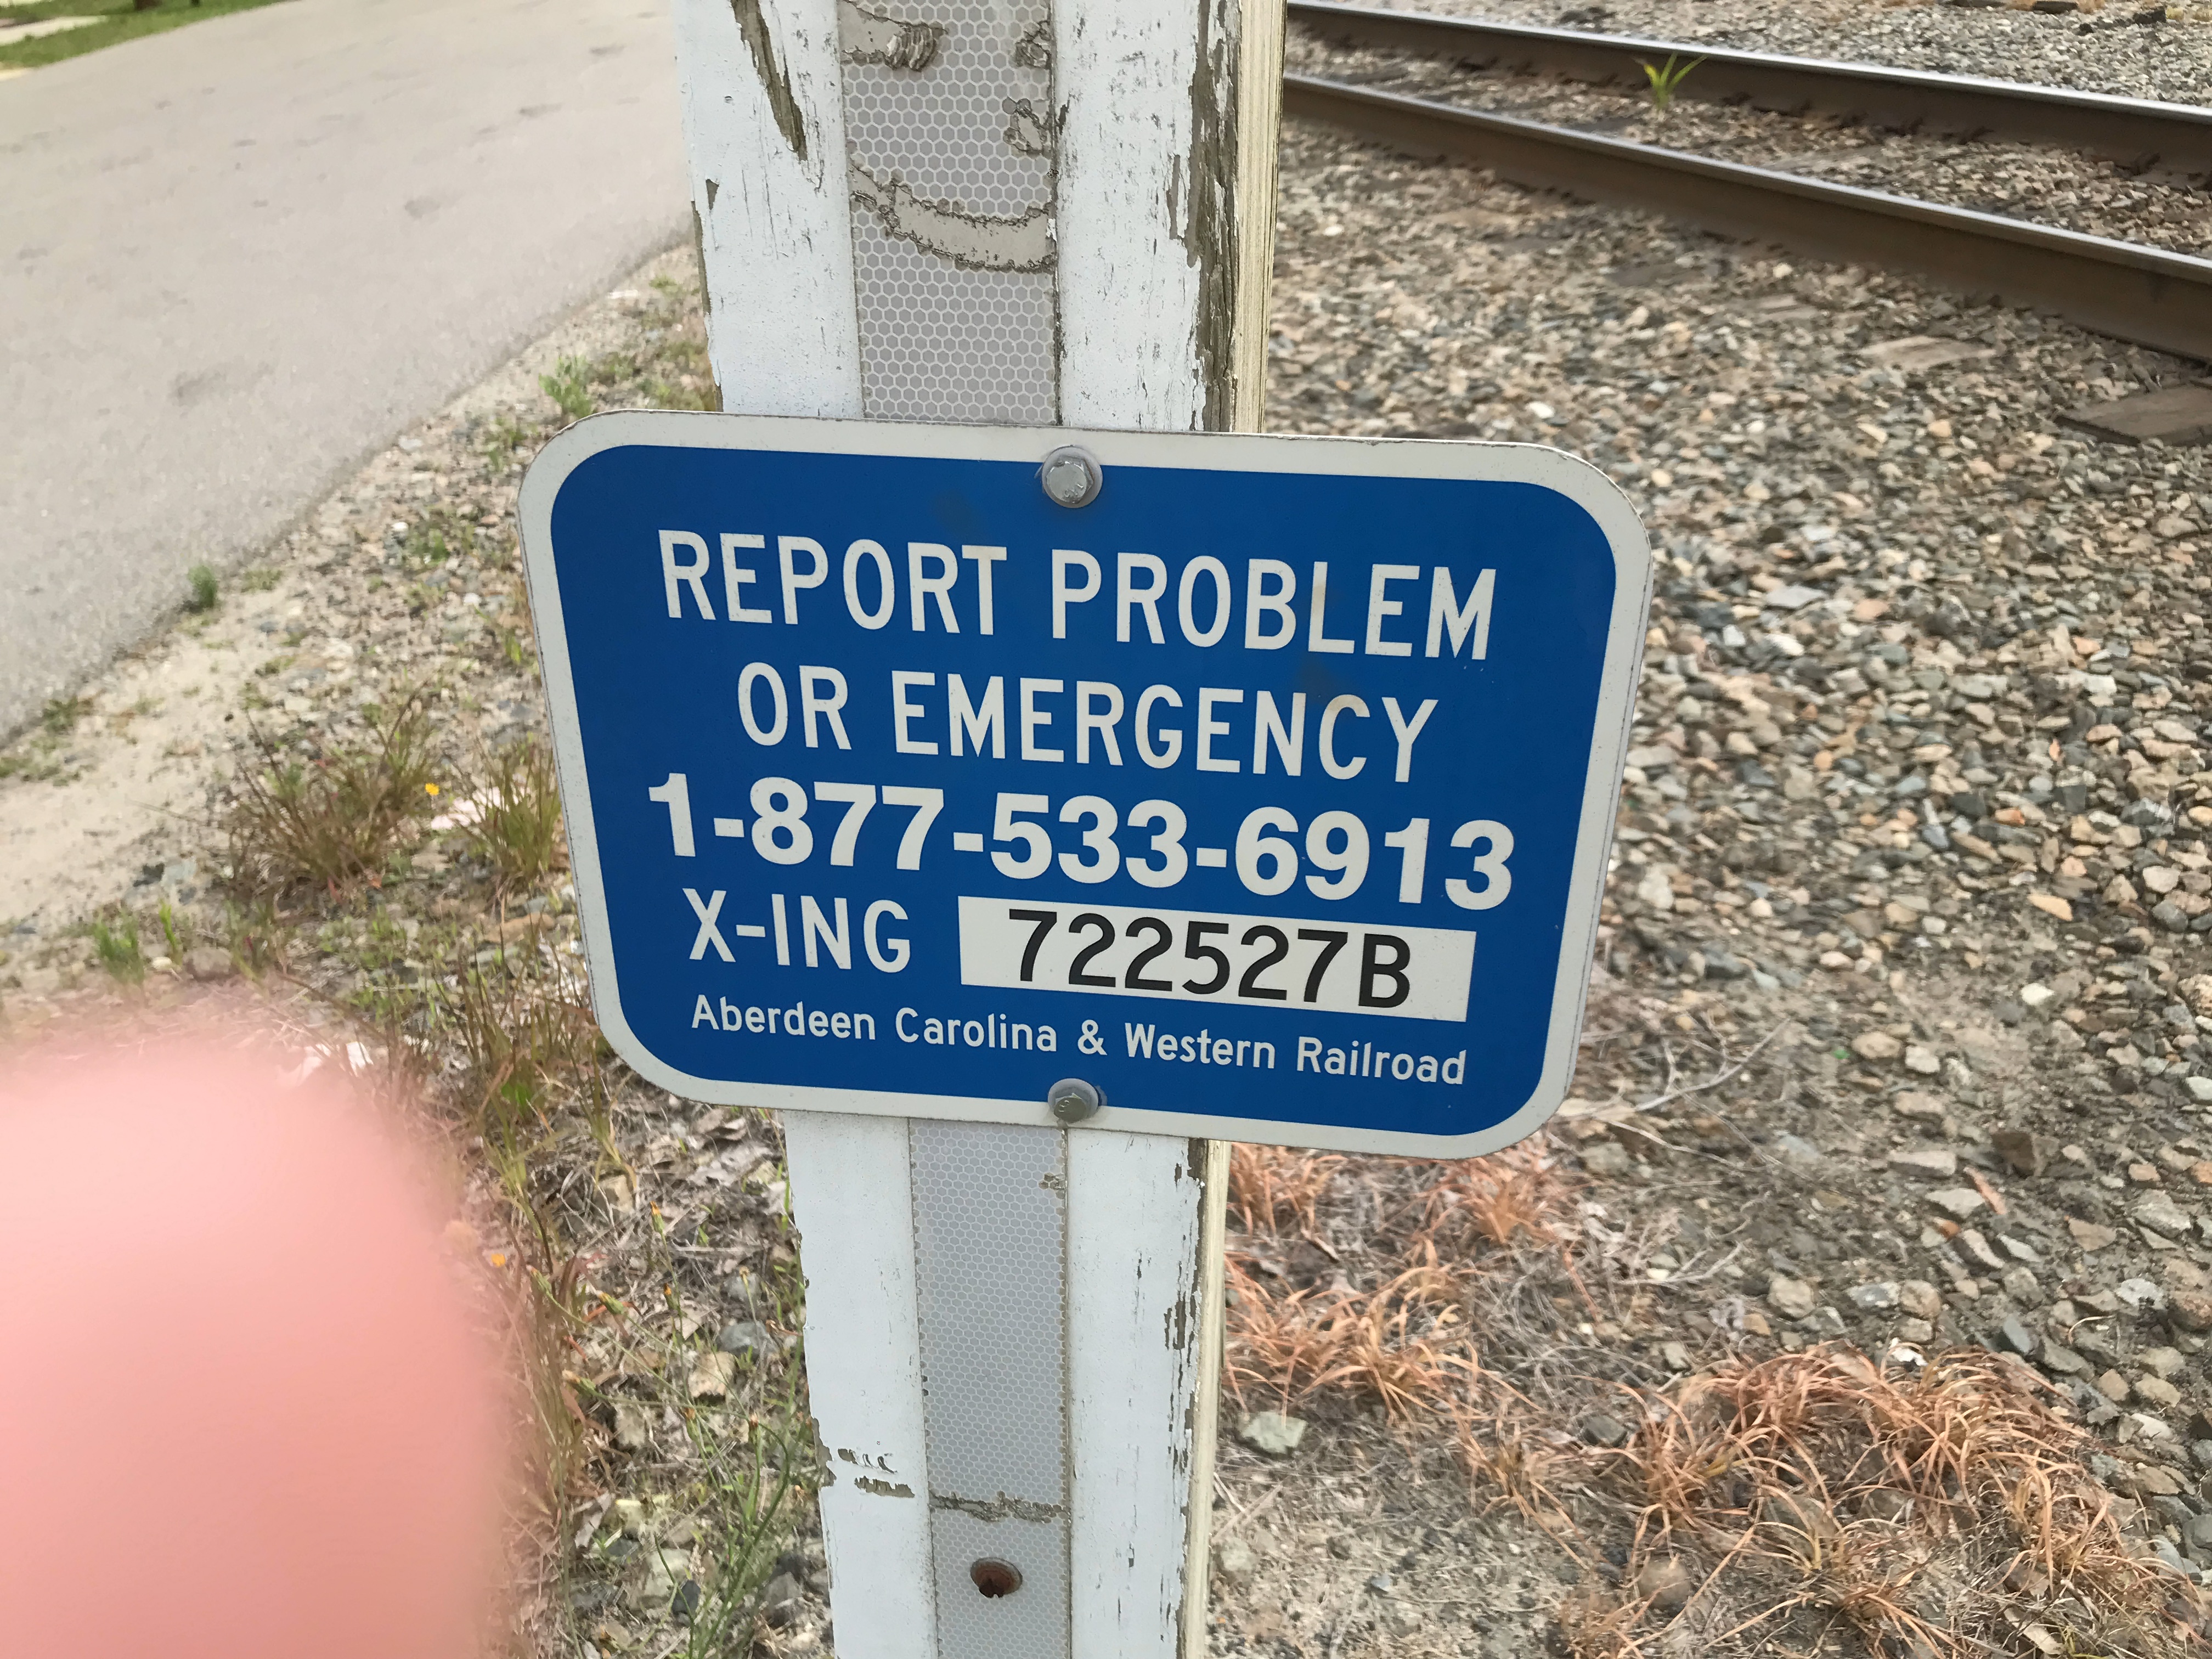 REPORT PROBLEM
OR EMERGENCY
1-877-533-6913
X-ING 722527B
Aberdeen Carolina & Western Railroad